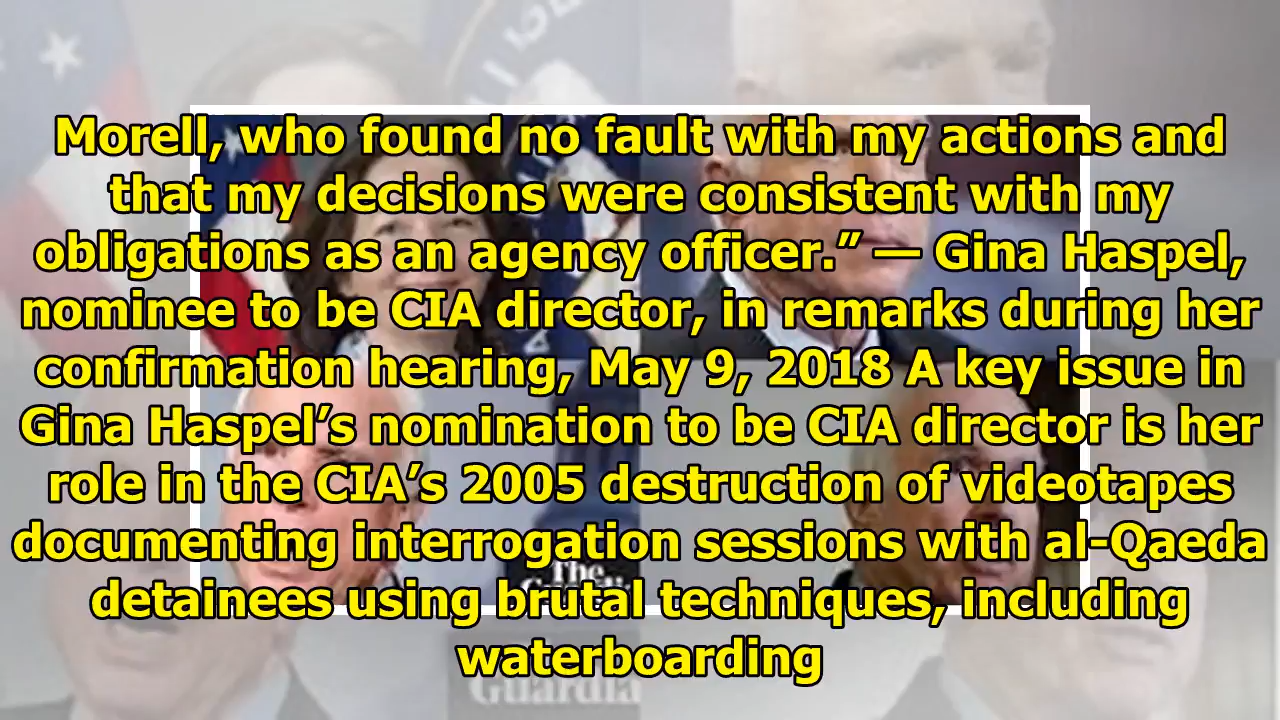 Morell, who found no fault with my actions and
that my decisions were consistent with my
obligations as an agency officer.” — Gina Haspel,
nominee to be CIA director, in remarks during her
confirmation hearing, May 9, 2018 A key issue in
Gina Haspel’s nomination to be CIA director is her
role in the CIA’s 2005 destruction of videotapes
documenting interrogation sessions with al-Qaeda
The
detainees using brutal techniques, including
waterboarding